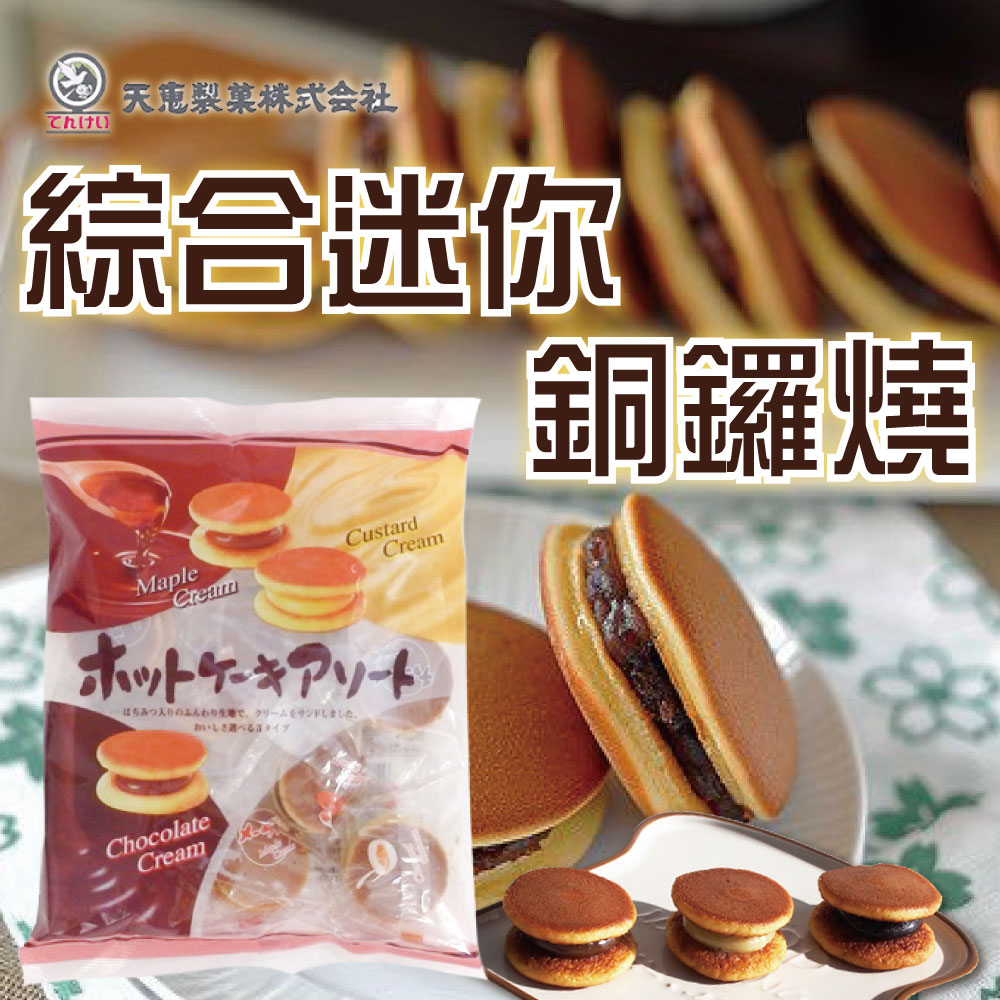 てんけい
天恵製菓株式会社
綜合迷你
銅鑼燒
Maple
Cream
Custard
Cream
ホットケーキアソート
はちみつ入りのふんわり生地で、クリームをサンドしました。
おいしさ選べる3タイプ
Chocolate
Cream